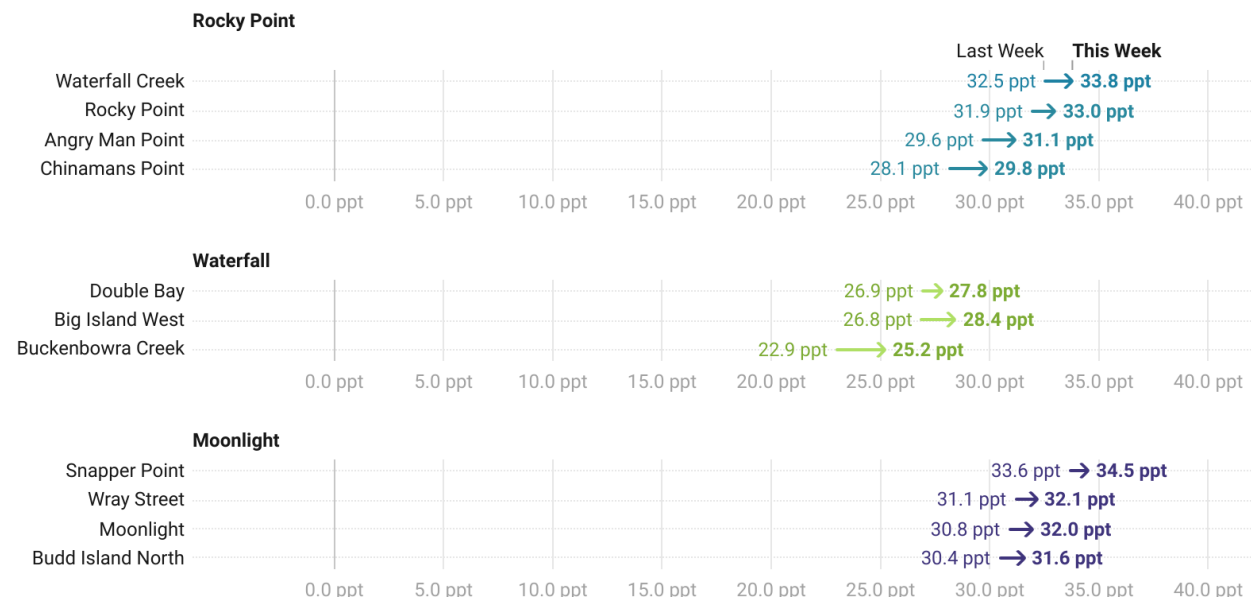 Rocky Point
Last Week This Week
Waterfall Creek 32.5 ppt 33.8 ppt
Rocky Point 31.9 ppt 33.0 ppt
Angry Man Point 29.6 ppt 31.1 ppt
Chinamans Point 28.1 ppt 29.8 ppt
0.0 ppt 5.0 ppt 10.0 ppt 15.0 ppt 20.0 ppt 25.0 ppt 30.0 ppt 35.0 ppt 40.0 ppt
Waterfall
Double Bay 26.9 ppt 27.8 ppt
Big Island West 26.8 ppt 28.4 ppt
Buckenbowra Creek 22.9 ppt 25.2 ppt
0.0 ppt 5.0 ppt 10.0 ppt 15.0 ppt 20.0 ppt 25.0 ppt 30.0 ppt 35.0 ppt 40.0 ppt
Moonlight
Snapper Point 33.6 ppt 34.5 ppt
Wray Street 31.1 ppt 32.1 ppt
Moonlight 30.8 ppt 32.0 ppt
Budd Island North 30.4 ppt 31.6 ppt
0.0 ppt 5.0 ppt 10.0 ppt 15.0 ppt 20.0 ppt 25.0 ppt 30.0 ppt 35.0 ppt 40.0 ppt